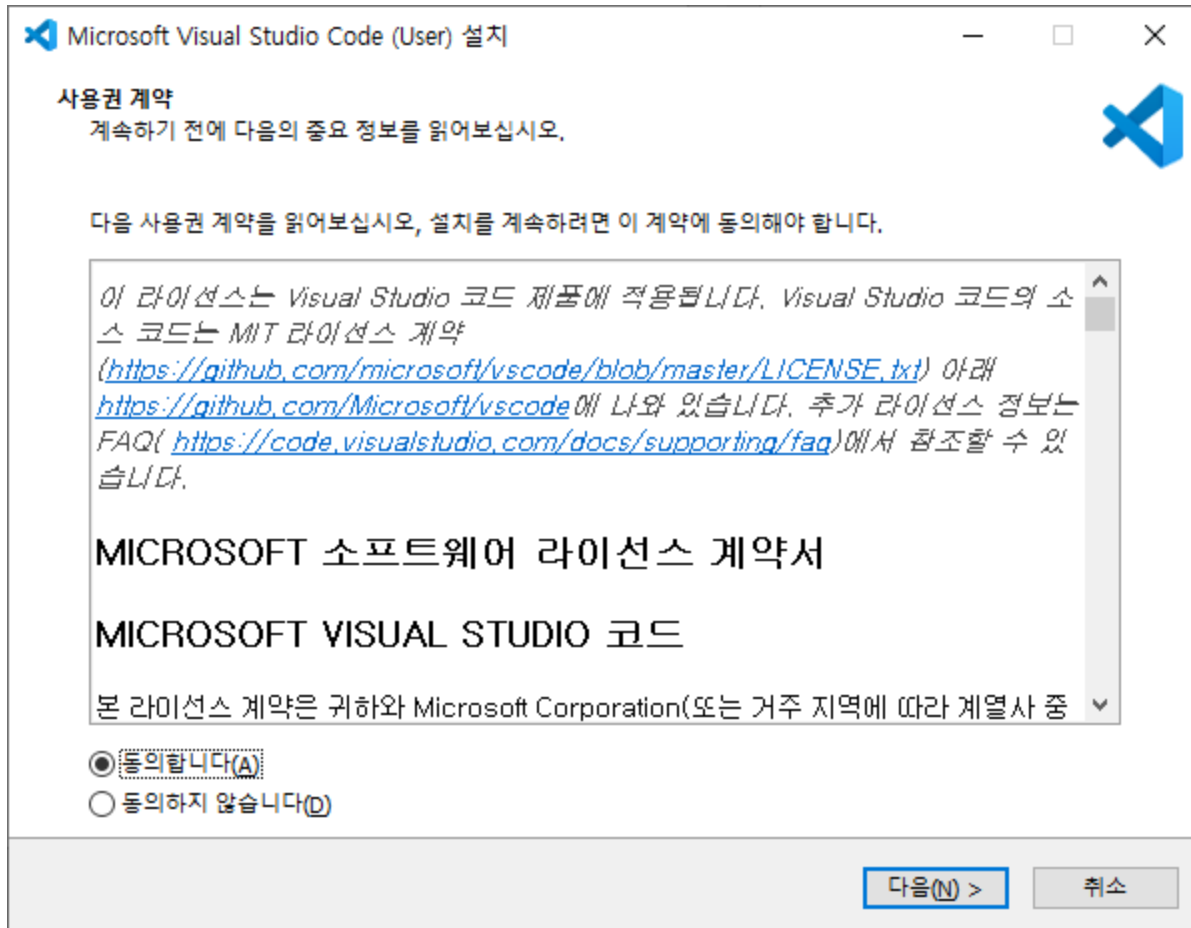 Microsoft Visual Studio Code (User) 설치
사용권 계약
계속하기 전에 다음의 중요 정보를 읽어보십시오.
다음 사용권 계약을 읽어보십시오, 설치를 계속하려면 이 계약에 동의해야 합니다.
이 라이선스는 Visual Studio 코드 제품에 적용됩니다. Visual Studio 코드의 소
스 코드는 MIT 라이선스 계약
(https://github.com/microsoft/vscode/blob/master/LICENSE.txt) 아래
https://github.com/Microsoft/vscode에 나와 있습니다. 추가 라이선스 정보는
FAQ( https://code.visualstudio.com/docs/supporting/faq)에서 참조할 수 있
습니다.
MICROSOFT 소프트웨어 라이선스 계약서
MICROSOFT VISUAL STUDIO 코드
본 라이선스 계약은 귀하와 Microsoft Corporation(또는 거주 지역에 따라 계열사 중
동의합니다(A)
동의하지 않습니다(D)
다음(N) >
취소